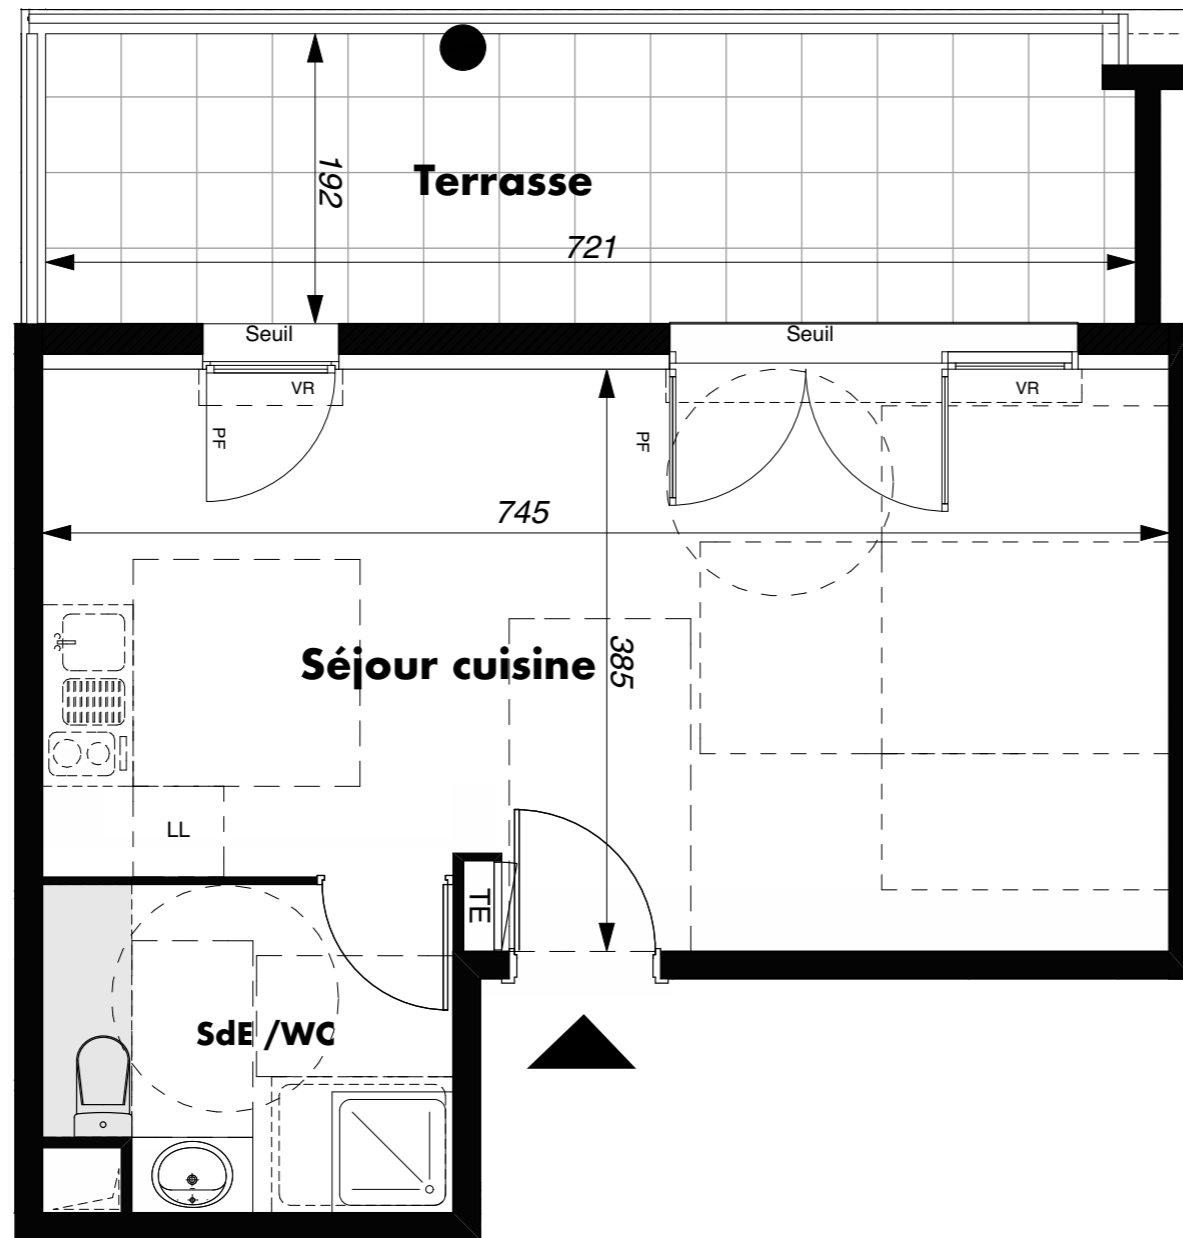 192
Terrasse
721
Seuil
Seuil
VR
VR
PF
PF
745
Séjour cuisine
385
LL
TE
SdE /WC